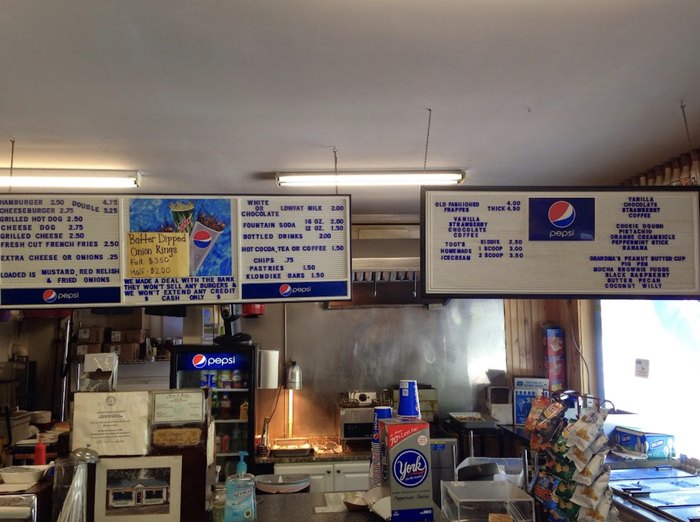 HAMBURGER 2.50 DOUBLE 4.75
CHEESEBURGER 2.75 5.25
GRILLED HOT DOG 2.50
CHEESE DOG 2.75
GRILLED CHEESE 2.50
FRESH CUT FRENCH FRIES 2.50
EXTRA CHEESE OR ONIONS .25
LOADED IS MUSTARD, RED RELISH
& FRIED ONIONS
pepsi
Batter Dipped
Onion Rings
Full $3.50
Half $2.00
WE MADE A DEAL WITH THE BANK
THEY WON'T SELL ANY BURGERS &
WE WON'T EXTEND ANY CREDIT
$ CASH ONLY $
WHITE
OR LOWFAT MILK 2.00
CHOCOLATE
16 OZ. 2.00
FOUNTAIN SODA 12 OZ. 1.50
BOTTLED DRINKS 2.00
HOT COCOA, TEA OR COFFEE 1.50
CHIPS .75
PASTRIES 1.50
KLONDIKE BARS 1.50
pepsi
OLD FASHIONED 4.00
FRAPPES THICK 4.50
VANILLA
STRAWBERRY
CHOCOLATE
COFFEE
TOOT'S KIDDIE 2.50
HOMEMADE 1 SCOOP 3.00
ICECREAM 2 SCOOP 3.50
pepsi
VANILLA
CHOCOLATE
STRAWBERRY
COFFEE
COOKIE DOUGH
PISTACHIO
ORANGE CREAMSICLE
PEPPERMINT STICK
BANANA
GRANDMA'S PEANUT BUTTER CUP
PIG PEN
MOCHA BROWNIE FUDGE
BLACK RASPBERRY
BUTTER PECAN
COCONUT WILLY
pepsi
70% Less Fat
York
Peppermint Patties